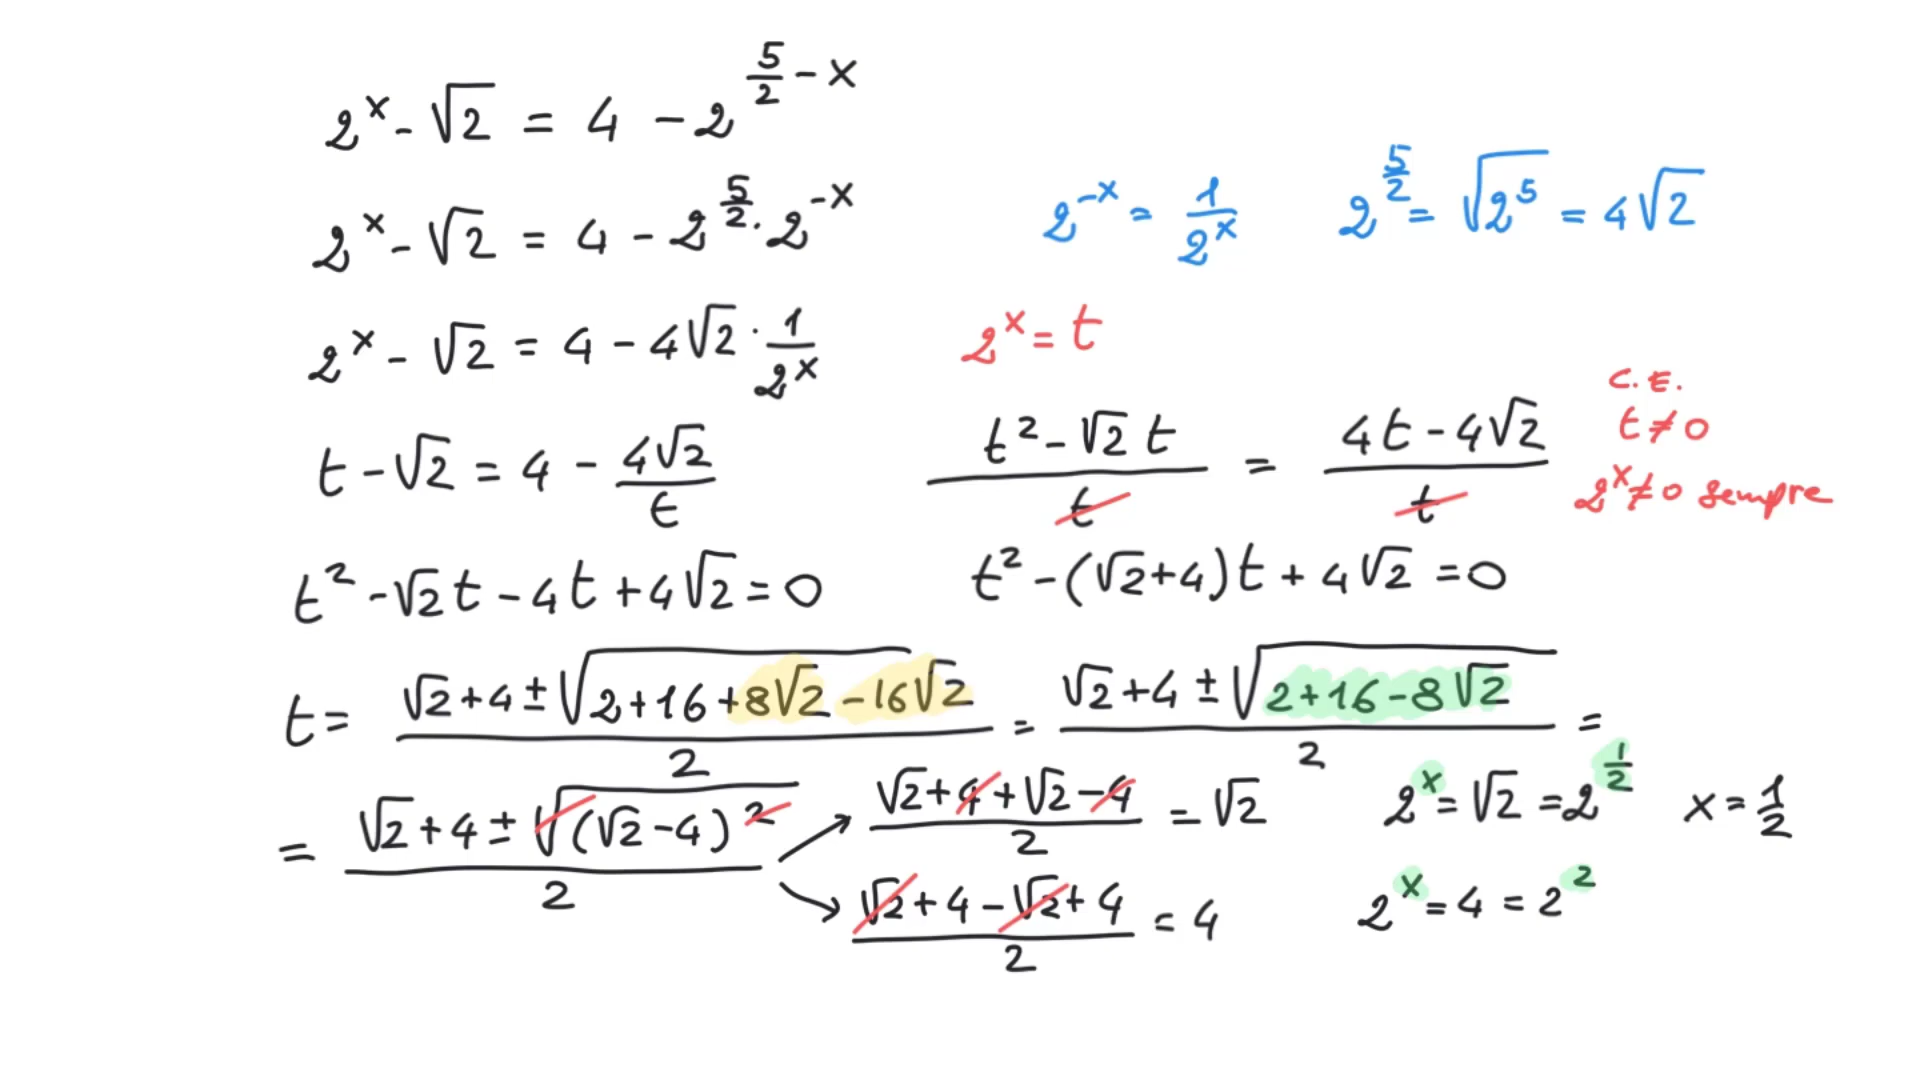 2^x - √2 = 4 - 2^(5/2 - x)
2^x - √2 = 4 - 2^(5/2) · 2^(-x)
2^(-x) = 1/2^x    2^(5/2) = √(2^5) = 4√2
2^x - √2 = 4 - 4√2 · 1/2^x
2^x = t
t - √2 = 4 - 4√2/t
(t² - √2 t)/t = (4t - 4√2)/t
C.E.
t ≠ 0
2^x ≠ 0 sempre
t² - √2 t - 4t + 4√2 = 0
t² - (√2+4)t + 4√2 = 0
t = (√2+4 ± √(2+16+8√2 -16√2))/2 = (√2+4 ± √(2+16-8√2))/2 =
= (√2+4 ± √((√2-4)²))/2
(√2+4+√2-4)/2 = √2    2^x = √2 = 2^(1/2)    x = 1/2
(√2+4-√2+4)/2 = 4    2^x = 4 = 2^2